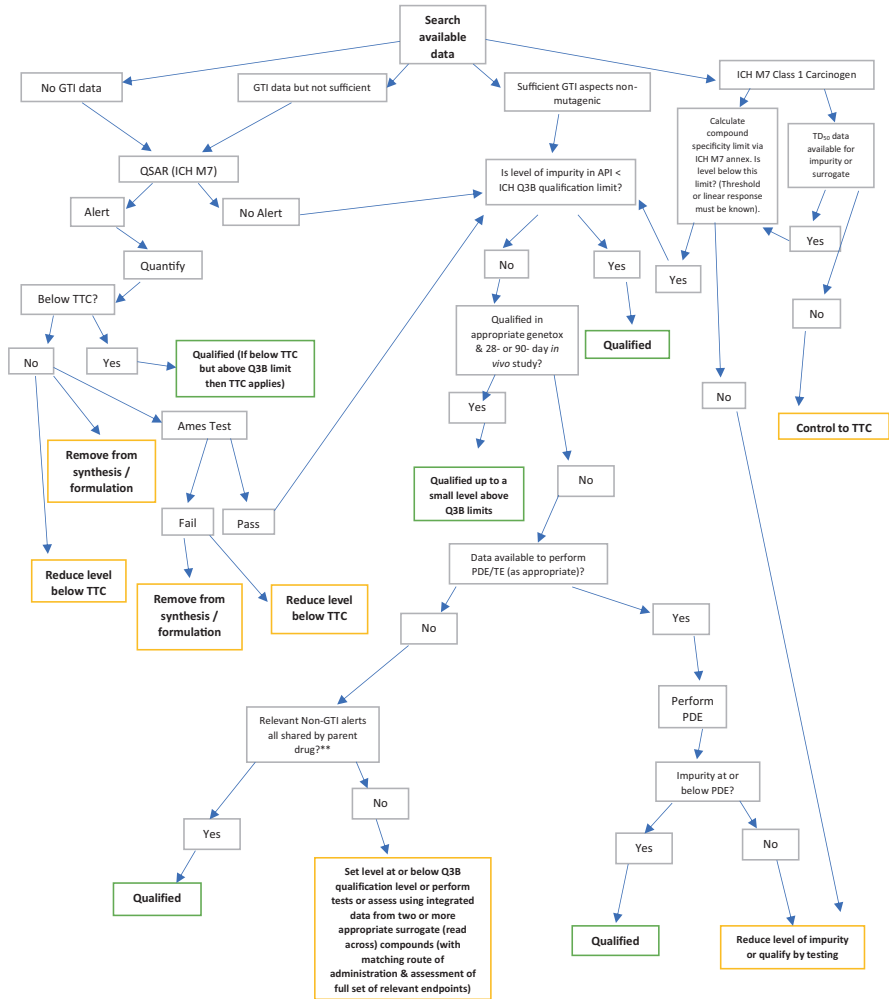 Search
available
data
No GTI data
GTI data but not sufficient
Sufficient GTI aspects non-
mutagenic
ICH M7 Class 1 Carcinogen
Calculate
compound
specificity limit via
ICH M7 annex. Is
level below this
limit? (Threshold
or linear response
must be known).
TD₅₀ data
available for
impurity or
surrogate
QSAR (ICH M7)
Is level of impurity in API <
ICH Q3B qualification limit?
Alert
No Alert
Yes
Quantify
No
Yes
Yes
Below TTC?
No
Qualified in
appropriate genetox
& 28- or 90- day in
vivo study?
Qualified
No
Yes
Qualified (If below TTC
but above Q3B limit
then TTC applies)
No
Yes
Ames Test
Control to TTC
Remove from
synthesis /
formulation
Qualified up to a
small level above
Q3B limits
No
Fail
Pass
Data available to perform
PDE/TE (as appropriate)?
Reduce level
below TTC
Remove from
synthesis /
formulation
Reduce level
below TTC
No
Yes
Perform
PDE
Relevant Non-GTI alerts
all shared by parent
drug?**
Impurity at or
below PDE?
No
Yes
Yes
No
Qualified
Set level at or below Q3B
qualification level or perform
tests or assess using integrated
data from two or more
appropriate surrogate (read
across) compounds (with
matching route of
administration & assessment of
full set of relevant endpoints)
Qualified
Reduce level of impurity
or qualify by testing